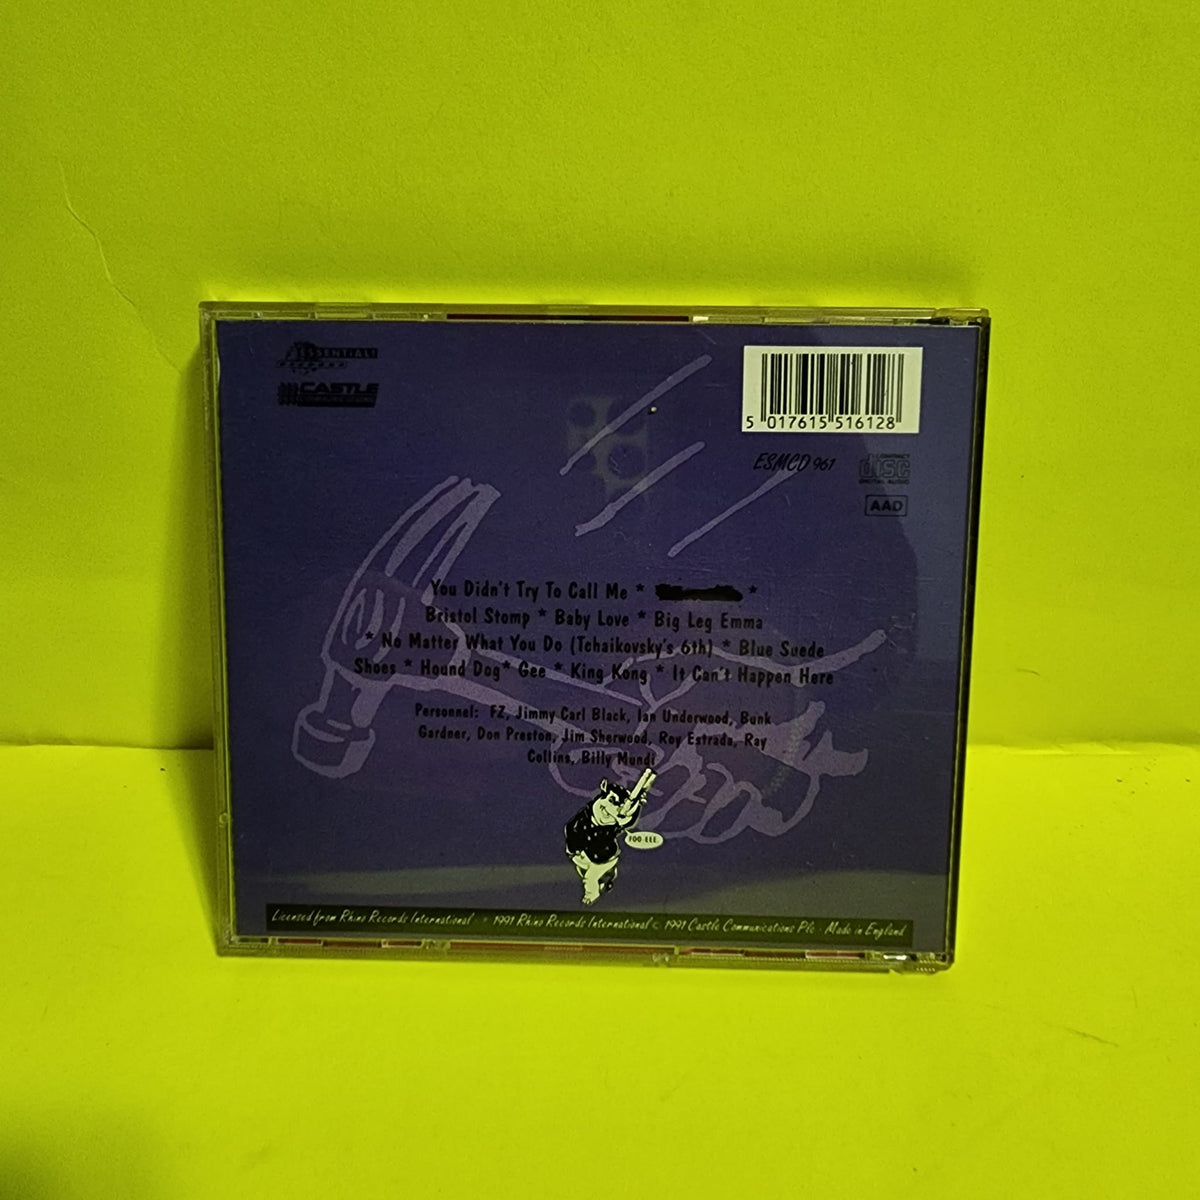 ESSENTIAL!
CASTLE
COMMUNICATIONS
5 017615 516128
ESMCD 961
COMPACT
disc
DIGITAL AUDIO
AAD
You Didn't Try To Call Me * *
Bristol Stomp * Baby Love * Big Leg Emma
* No Matter What You Do (Tchaikovsky's 6th) * Blue Suede
Shoes * Hound Dog* Gee * King Kong * It Can't Happen Here
Personnel: FZ, Jimmy Carl Black, Ian Underwood, Bunk
Gardner, Don Preston, Jim Sherwood, Roy Estrada, Ray
Collins, Billy Mundi
FOO EEE
Licensed from Rhino Records International · ℗ 1991 Rhino Records International © 1991 Castle Communications Plc · Made in England